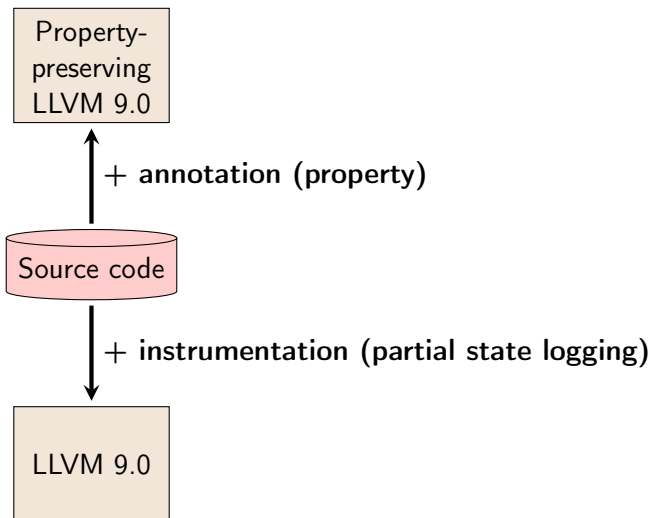 Property-
preserving
LLVM 9.0
+ annotation (property)
Source code
+ instrumentation (partial state logging)
LLVM 9.0